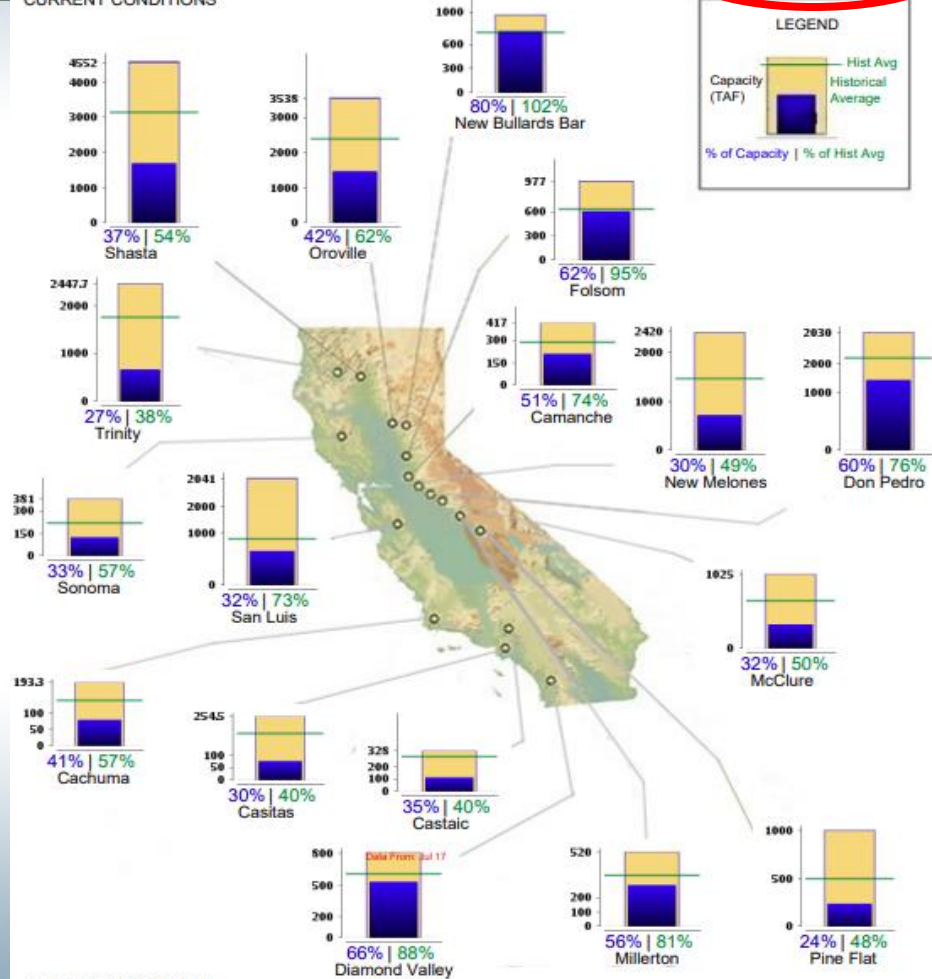 CURRENT CONDITIONS
LEGEND
Hist Avg
Capacity
(TAF)
Historical
Average
% of Capacity | % of Hist Avg
1000
600
300
0
80% | 102%
New Bullards Bar
4552
4000
3000
2000
1000
0
37% | 54%
Shasta
3538
3000
2000
1000
0
42% | 62%
Oroville
977
600
300
0
62% | 95%
Folsom
2447.7
2000
1000
0
27% | 38%
Trinity
417
300
150
0
51% | 74%
Camanche
2420
2000
1000
0
30% | 49%
New Melones
2030
2000
1000
0
60% | 76%
Don Pedro
381
300
150
0
33% | 57%
Sonoma
2041
2000
1000
0
32% | 73%
San Luis
1025
0
32% | 50%
McClure
193.3
100
50
0
41% | 57%
Cachuma
254.5
100
50
0
30% | 40%
Casitas
328
200
100
0
35% | 40%
Castaic
800
500
200
0
Data From: Jul 17
66% | 88%
Diamond Valley
520
200
100
0
56% | 81%
Millerton
1000
500
0
24% | 48%
Pine Flat